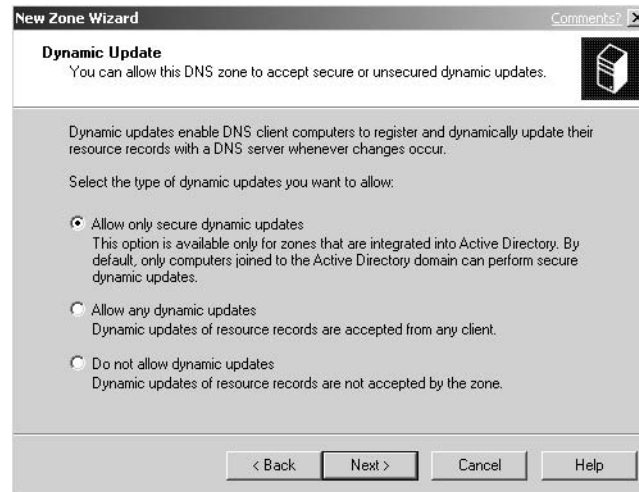 New Zone Wizard Comments? X
Dynamic Update
You can allow this DNS zone to accept secure or unsecured dynamic updates.
Dynamic updates enable DNS client computers to register and dynamically update their
resource records with a DNS server whenever changes occur.
Select the type of dynamic updates you want to allow:
Allow only secure dynamic updates
This option is available only for zones that are integrated into Active Directory. By
default, only computers joined to the Active Directory domain can perform secure
dynamic updates.
Allow any dynamic updates
Dynamic updates of resource records are accepted from any client.
Do not allow dynamic updates
Dynamic updates of resource records are not accepted by the zone.
< Back Next > Cancel Help